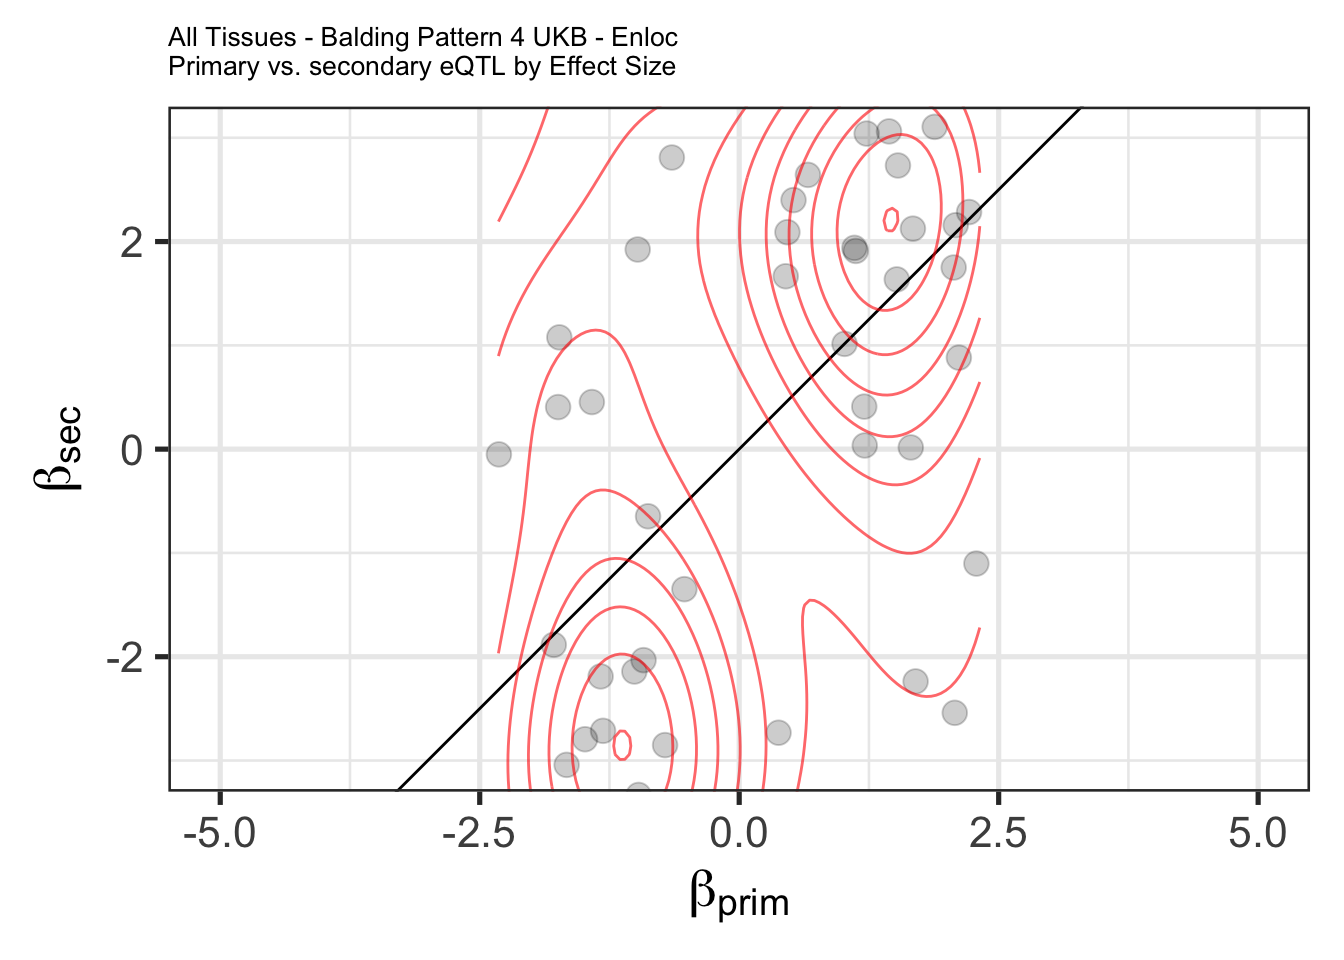 All Tissues - Balding Pattern 4 UKB - Enloc
Primary vs. secondary eQTL by Effect Size
2
0
-2
βsec
-5.0 -2.5 0.0 2.5 5.0
βprim